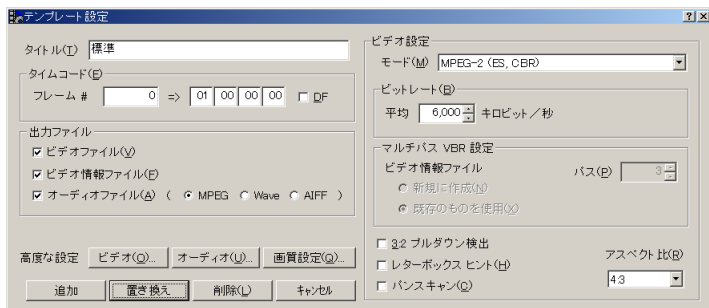 テンプレート設定
タイトル(T) 標準
タイムコード(E)
フレーム # 0 => 01 00 00 00 DF
出力ファイル
ビデオファイル(V)
ビデオ情報ファイル(F)
オーディオファイル(A) ( MPEG Wave AIFF )
高度な設定 ビデオ(O)... オーディオ(U)... 画質設定(Q)...
追加 置き換え 削除(L) キャンセル
ビデオ設定
モード(M) MPEG-2 (ES, CBR)
ビットレート(B)
平均 6,000 キロビット/秒
マルチパス VBR 設定
ビデオ情報ファイル パス(P) 3
新規に作成(N)
既存のものを使用(X)
3:2 プルダウン検出
レターボックス ヒント(H)
パンスキャン(C)
アスペクト比(R)
4:3